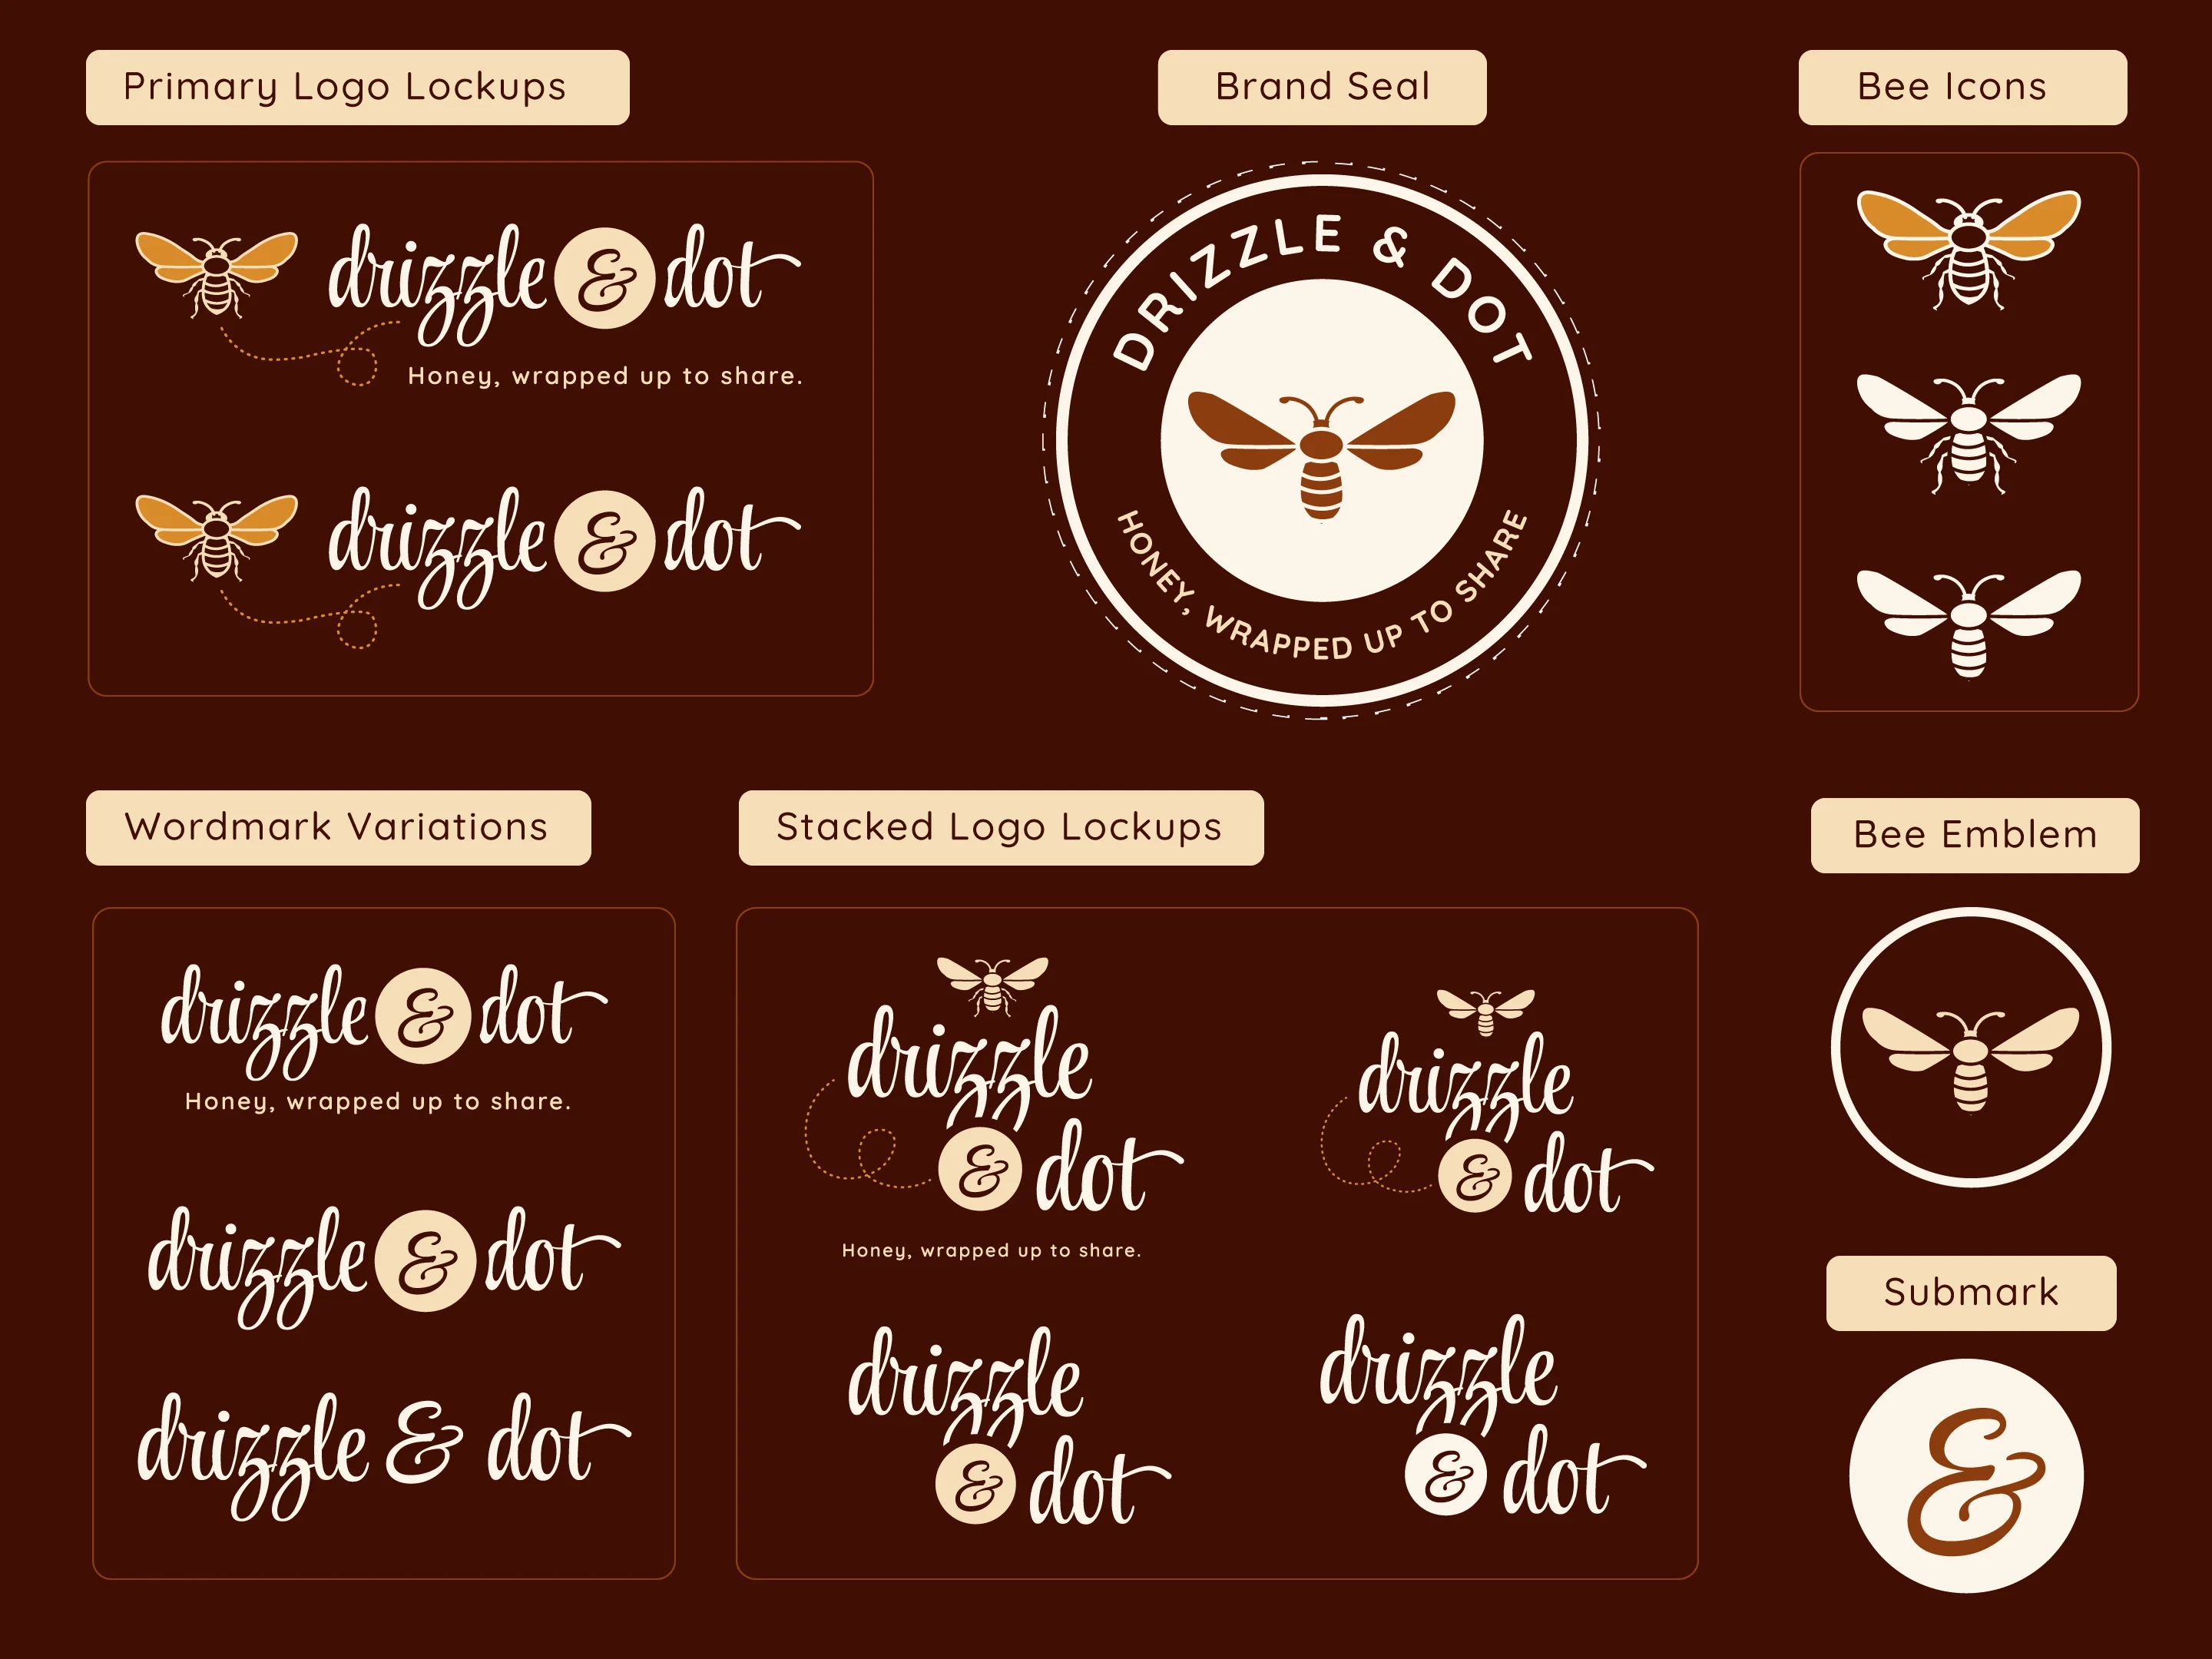 Primary Logo Lockups
drizzle & dot
Honey, wrapped up to share.
drizzle & dot
Brand Seal
DRIZZLE & DOT
HONEY, WRAPPED UP TO SHARE
Bee Icons
Wordmark Variations
drizzle & dot
Honey, wrapped up to share.
drizzle & dot
drizzle & dot
Stacked Logo Lockups
drizzle
& dot
Honey, wrapped up to share.
drizzle
& dot
drizzle
& dot
drizzle
& dot
Bee Emblem
Submark
&